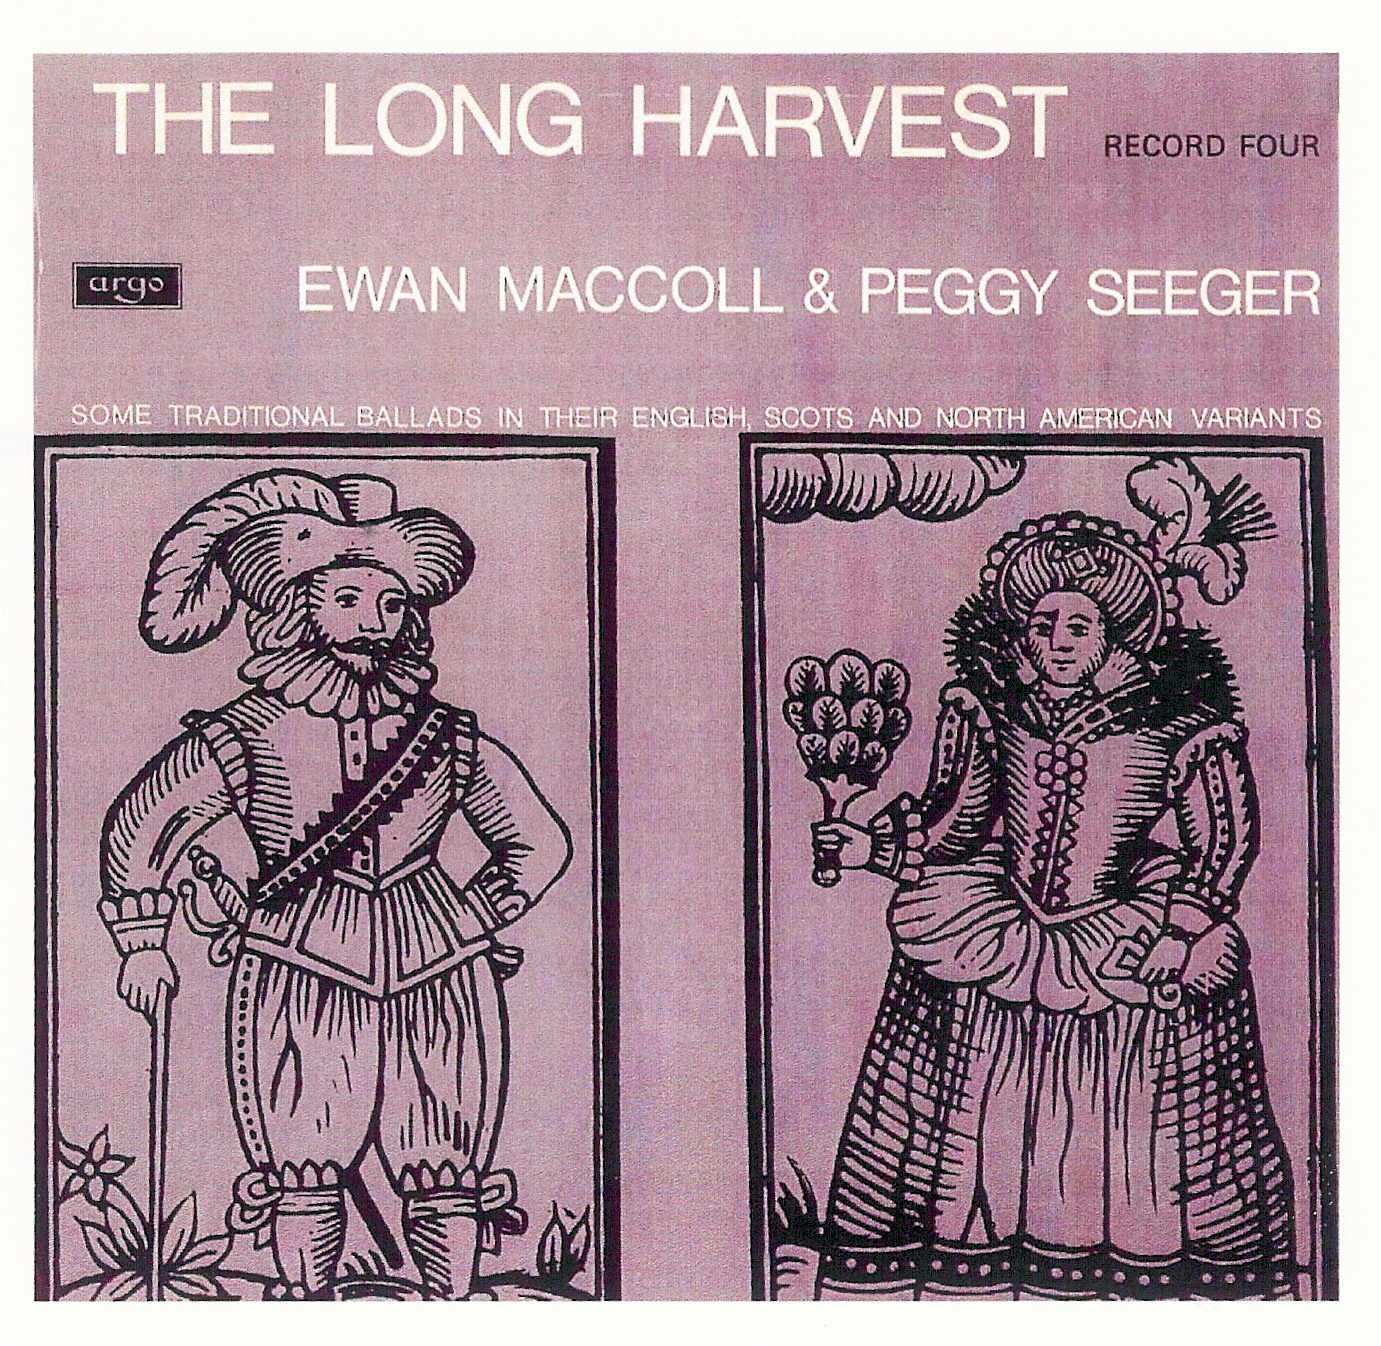 THE LONG HARVEST RECORD FOUR
argo
EWAN MACCOLL & PEGGY SEEGER
SOME TRADITIONAL BALLADS IN THEIR ENGLISH, SCOTS AND NORTH AMERICAN VARIANTS